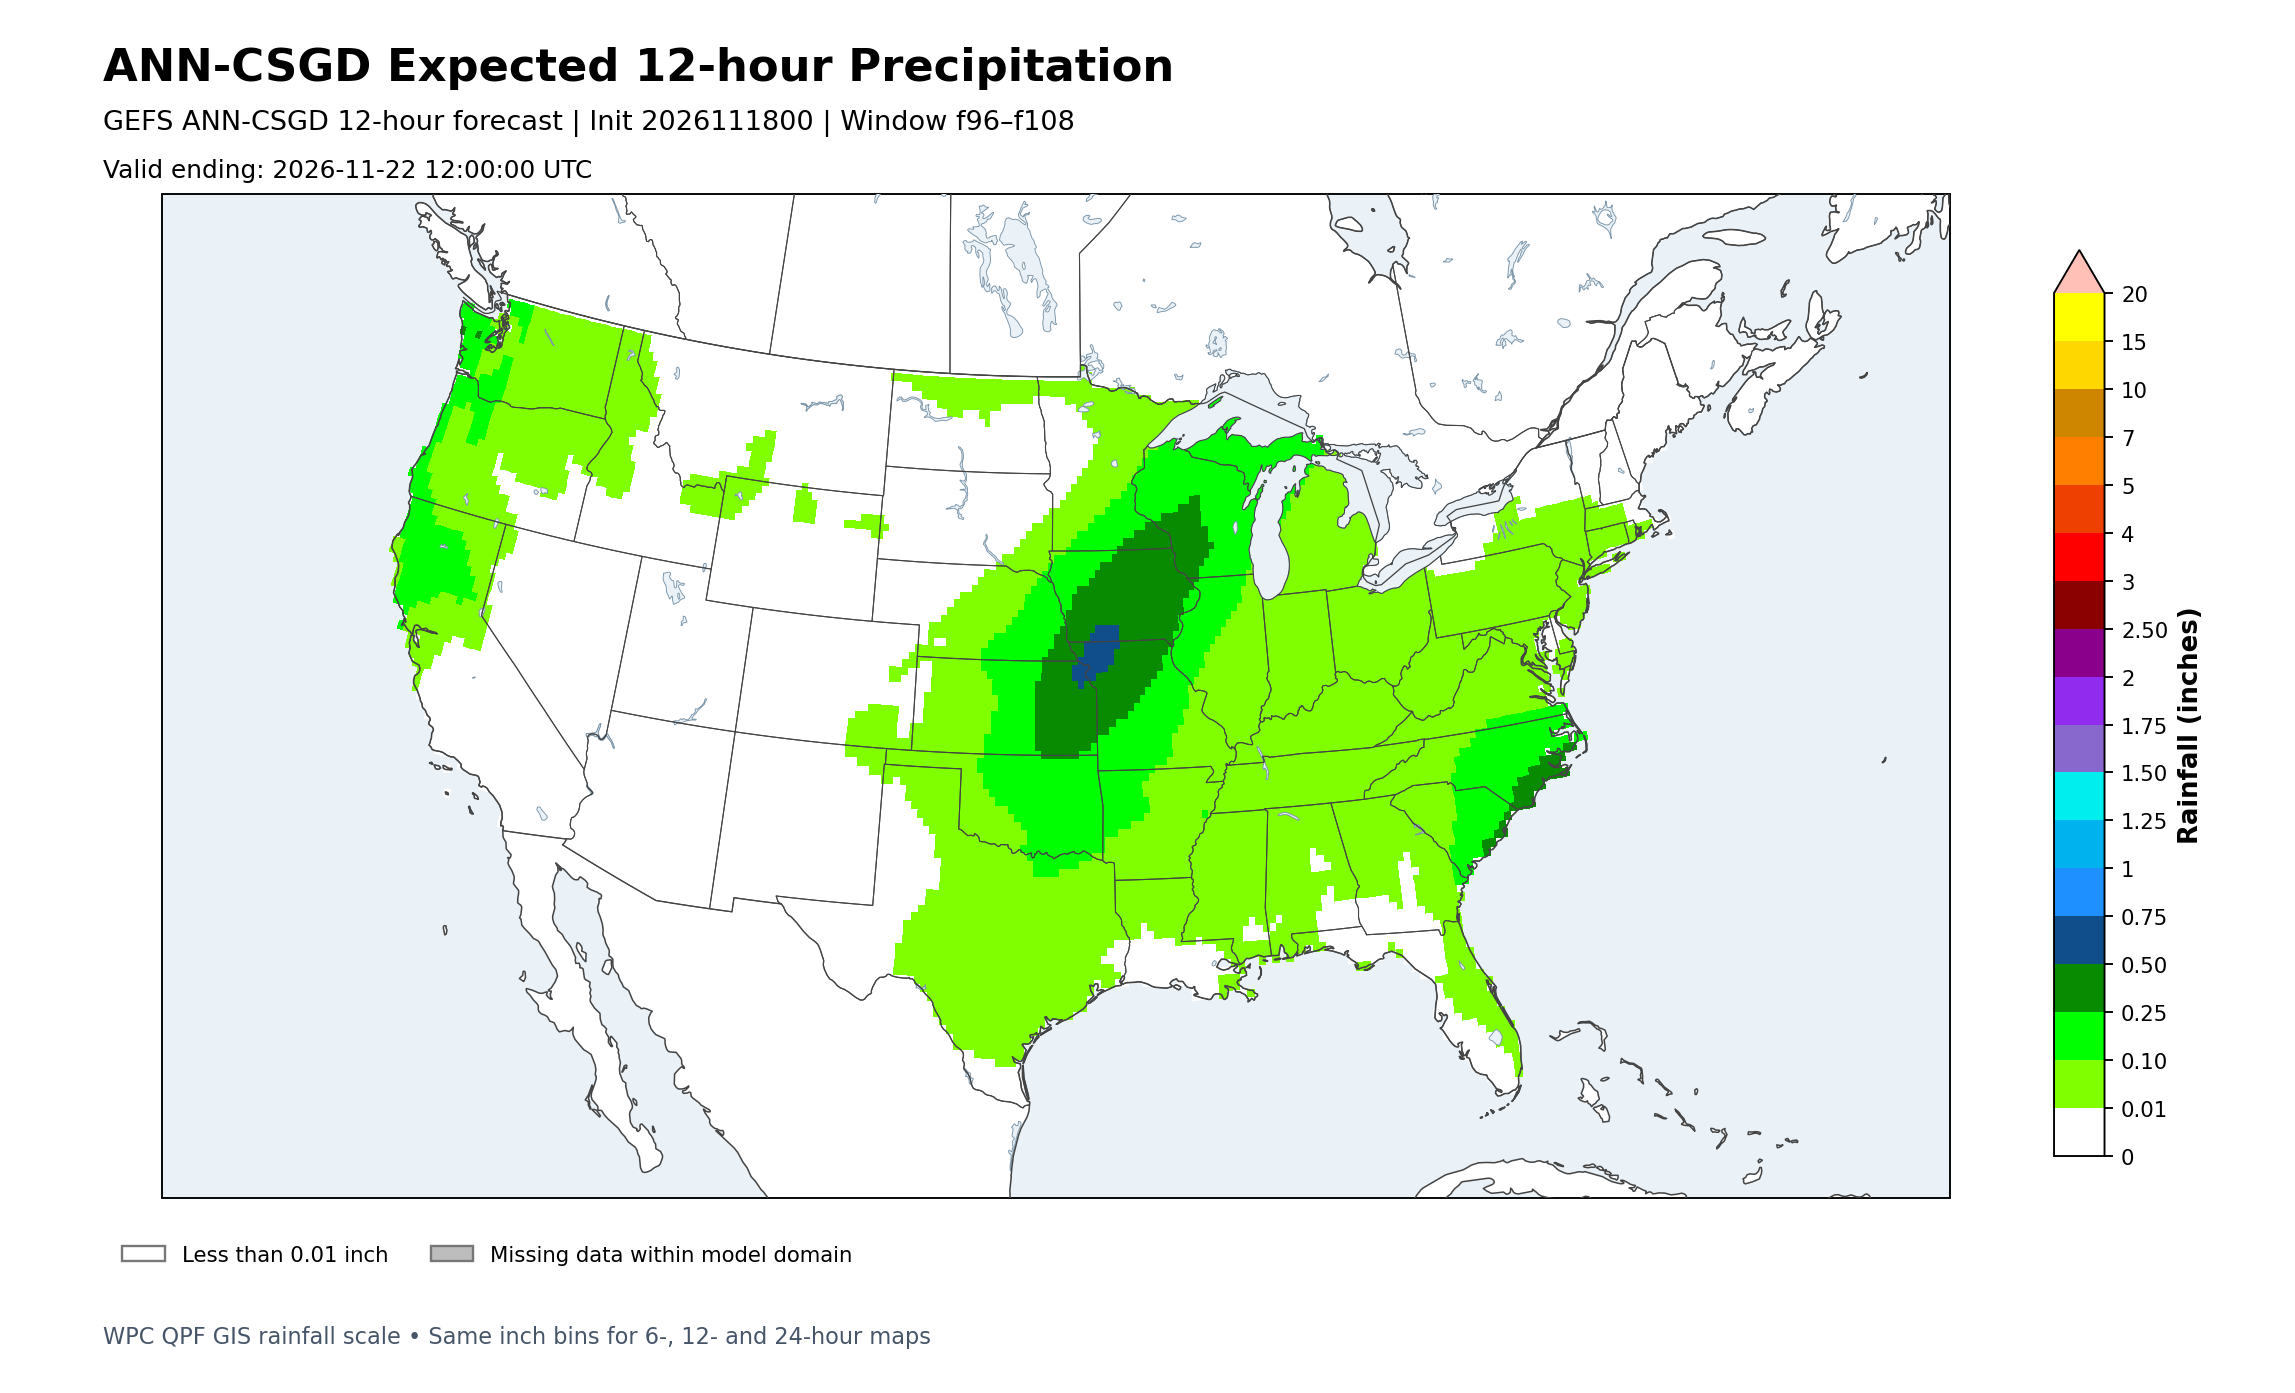 ANN-CSGD Expected 12-hour Precipitation
GEFS ANN-CSGD 12-hour forecast | Init 2026111800 | Window f96–f108
Valid ending: 2026-11-22 12:00:00 UTC
20
15
10
7
5
4
3
2.50
2
1.75
1.50
1.25
1
0.75
0.50
0.25
0.10
0.01
0
Rainfall (inches)
Less than 0.01 inch
Missing data within model domain
WPC QPF GIS rainfall scale • Same inch bins for 6-, 12- and 24-hour maps